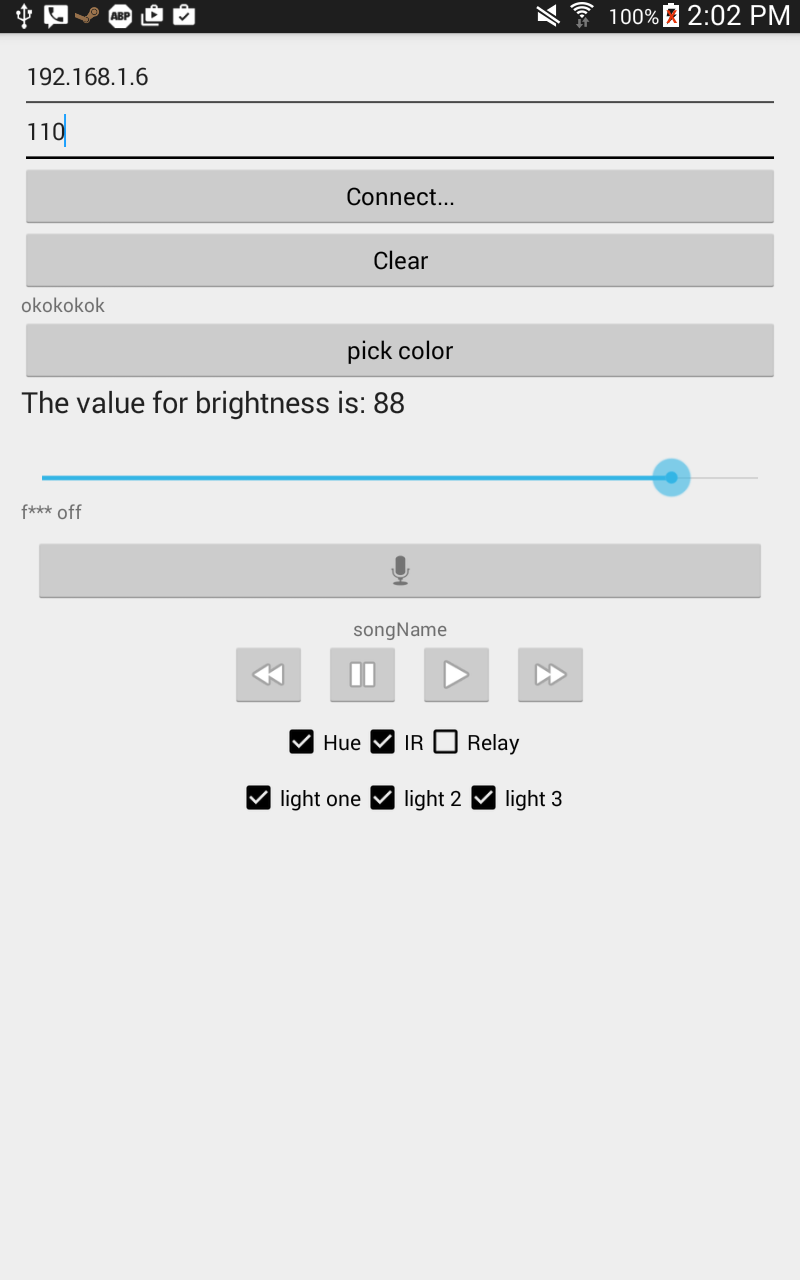 ABP 100% 2:02 PM
192.168.1.6
110
Connect...
Clear
okokokok
pick color
The value for brightness is: 88
f*** off
songName
Hue IR Relay
light one light 2 light 3